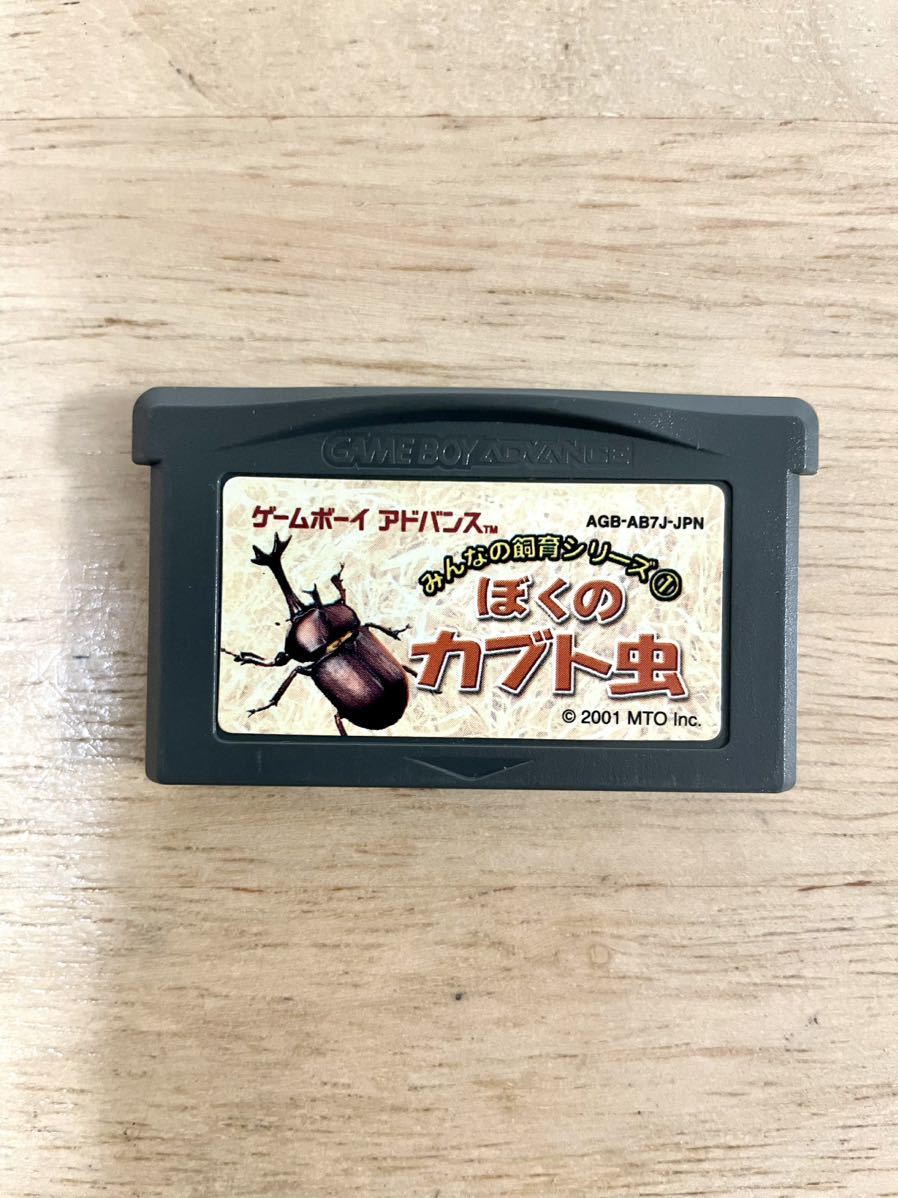 GAME BOY ADVANCE
ゲームボーイ アドバンス™
AGB-AB7J-JPN
みんなの飼育シリーズ①
ぼくの
カブト虫
© 2001 MTO Inc.